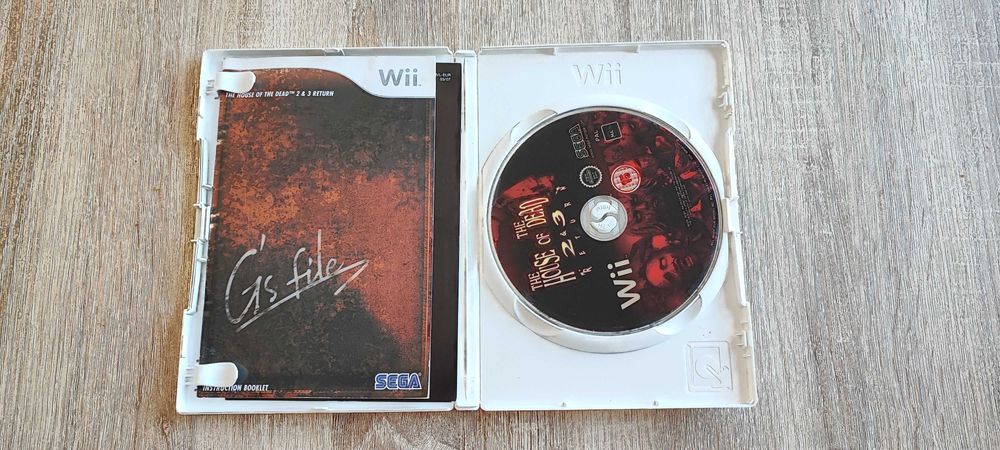 Wii
THE HOUSE OF THE DEAD™ 2 & 3 RETURN
G's file
INSTRUCTION BOOKLET
SEGA
Wii
SEGA
PAL
THE
HOUSE
OF
THE
DEAD
2 & 3
RETURN
Wii